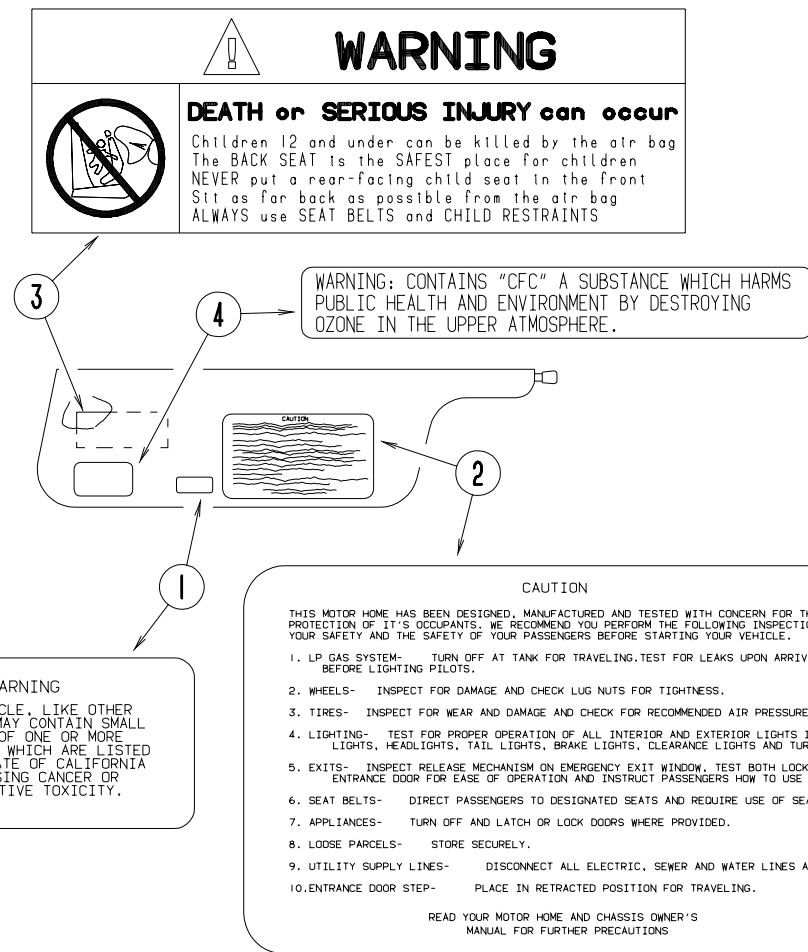 WARNING
DEATH or SERIOUS INJURY can occur
Children 12 and under can be killed by the air bag
The BACK SEAT is the SAFEST place for children
NEVER put a rear-facing child seat in the front
Sit as far back as possible from the air bag
ALWAYS use SEAT BELTS and CHILD RESTRAINTS
3
4
WARNING: CONTAINS "CFC" A SUBSTANCE WHICH HARMS
PUBLIC HEALTH AND ENVIRONMENT BY DESTROYING
OZONE IN THE UPPER ATMOSPHERE.
CAUTION
2
1
ARNING
CLE, LIKE OTHER
MAY CONTAIN SMALL
OF ONE OR MORE
WHICH ARE LISTED
ATE OF CALIFORNIA
SING CANCER OR
TIVE TOXICITY.
CAUTION
THIS MOTOR HOME HAS BEEN DESIGNED, MANUFACTURED AND TESTED WITH CONCERN FOR TH
PROTECTION OF IT'S OCCUPANTS. WE RECOMMEND YOU PERFORM THE FOLLOWING INSPECTIO
YOUR SAFETY AND THE SAFETY OF YOUR PASSENGERS BEFORE STARTING YOUR VEHICLE.
1. LP GAS SYSTEM- TURN OFF AT TANK FOR TRAVELING.TEST FOR LEAKS UPON ARRIV
BEFORE LIGHTING PILOTS.
2. WHEELS- INSPECT FOR DAMAGE AND CHECK LUG NUTS FOR TIGHTNESS.
3. TIRES- INSPECT FOR WEAR AND DAMAGE AND CHECK FOR RECOMMENDED AIR PRESSURE
4. LIGHTING- TEST FOR PROPER OPERATION OF ALL INTERIOR AND EXTERIOR LIGHTS I
LIGHTS, HEADLIGHTS, TAIL LIGHTS, BRAKE LIGHTS, CLEARANCE LIGHTS AND TUR
5. EXITS- INSPECT RELEASE MECHANISM ON EMERGENCY EXIT WINDOW, TEST BOTH LOCK
ENTRANCE DOOR FOR EASE OF OPERATION AND INSTRUCT PASSENGERS HOW TO USE
6. SEAT BELTS- DIRECT PASSENGERS TO DESIGNATED SEATS AND REQUIRE USE OF SEA
7. APPLIANCES- TURN OFF AND LATCH OR LOCK DOORS WHERE PROVIDED.
8. LOOSE PARCELS- STORE SECURELY.
9. UTILITY SUPPLY LINES- DISCONNECT ALL ELECTRIC, SEWER AND WATER LINES A
10.ENTRANCE DOOR STEP- PLACE IN RETRACTED POSITION FOR TRAVELING.
READ YOUR MOTOR HOME AND CHASSIS OWNER'S
MANUAL FOR FURTHER PRECAUTIONS